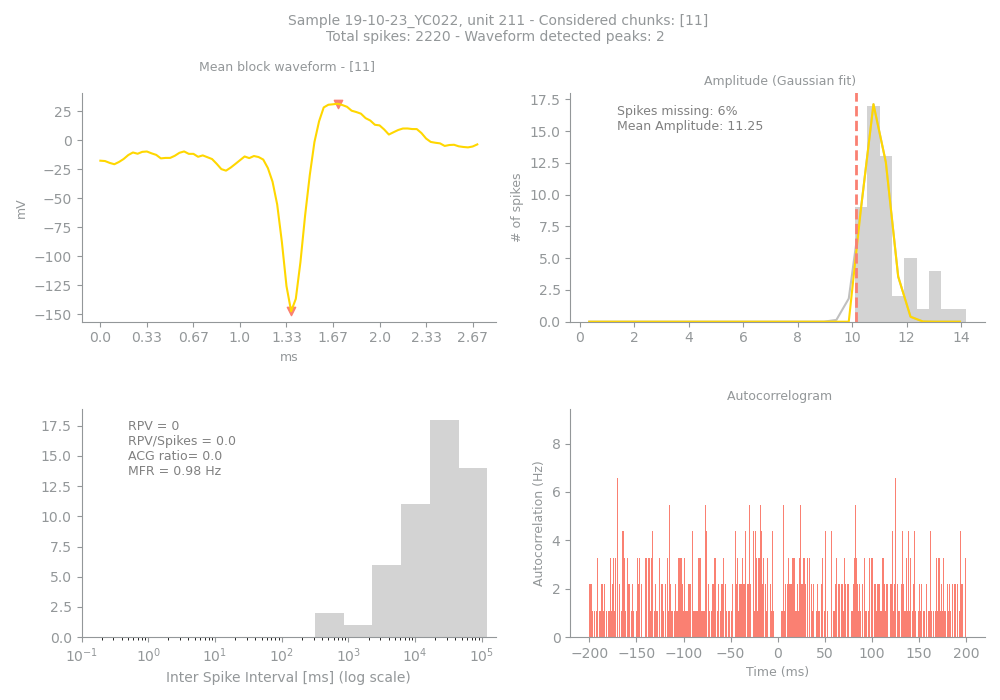 Sample 19-10-23_YC022, unit 211 - Considered chunks: [11]
Total spikes: 2220 - Waveform detected peaks: 2
Mean block waveform - [11]
25
0
−25
−50
−75
−100
−125
−150
mV
0.0 0.33 0.67 1.0 1.33 1.67 2.0 2.33 2.67
ms
Amplitude (Gaussian fit)
Spikes missing: 6%
Mean Amplitude: 11.25
17.5
15.0
12.5
10.0
7.5
5.0
2.5
0.0
# of spikes
0 2 4 6 8 10 12 14
RPV = 0
RPV/Spikes = 0.0
ACG ratio= 0.0
MFR = 0.98 Hz
17.5
15.0
12.5
10.0
7.5
5.0
2.5
0.0
10⁻¹ 10⁰ 10¹ 10² 10³ 10⁴ 10⁵
Inter Spike Interval [ms] (log scale)
Autocorrelogram
8
6
4
2
0
Autocorrelation (Hz)
−200 −150 −100 −50 0 50 100 150 200
Time (ms)